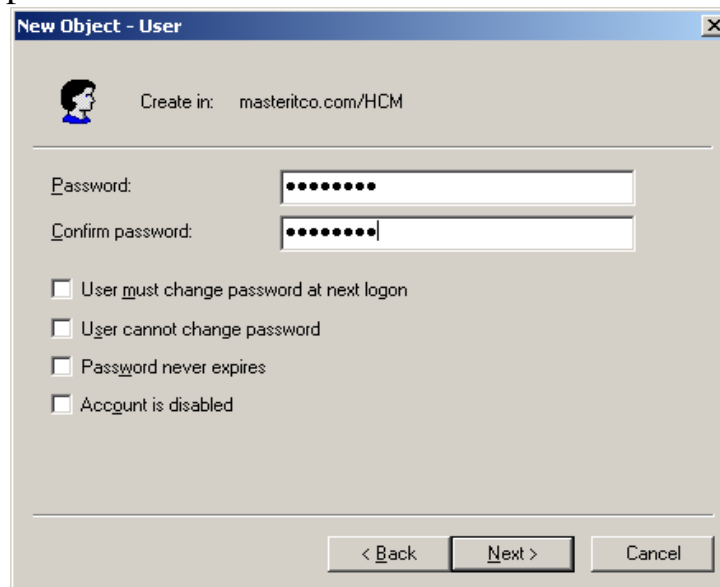 New Object - User
Create in: masteritco.com/HCM
Password: ●●●●●●●●
Confirm password: ●●●●●●●●
User must change password at next logon
User cannot change password
Password never expires
Account is disabled
< Back Next > Cancel